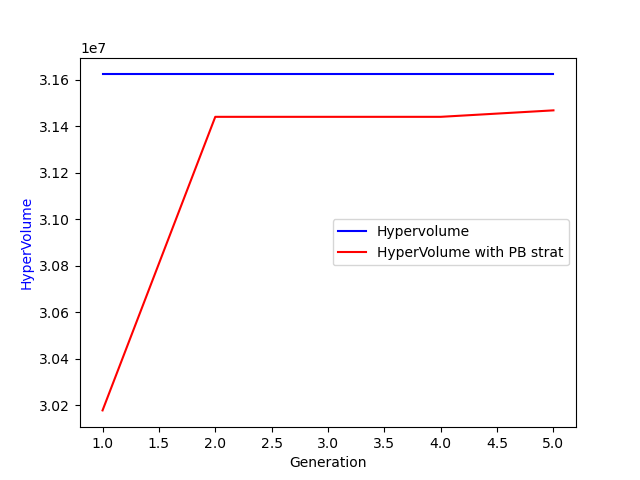 1e7
3.16
3.14
3.12
3.10
3.08
3.06
3.04
3.02
HyperVolume
Hypervolume
HyperVolume with PB strat
1.0 1.5 2.0 2.5 3.0 3.5 4.0 4.5 5.0
Generation